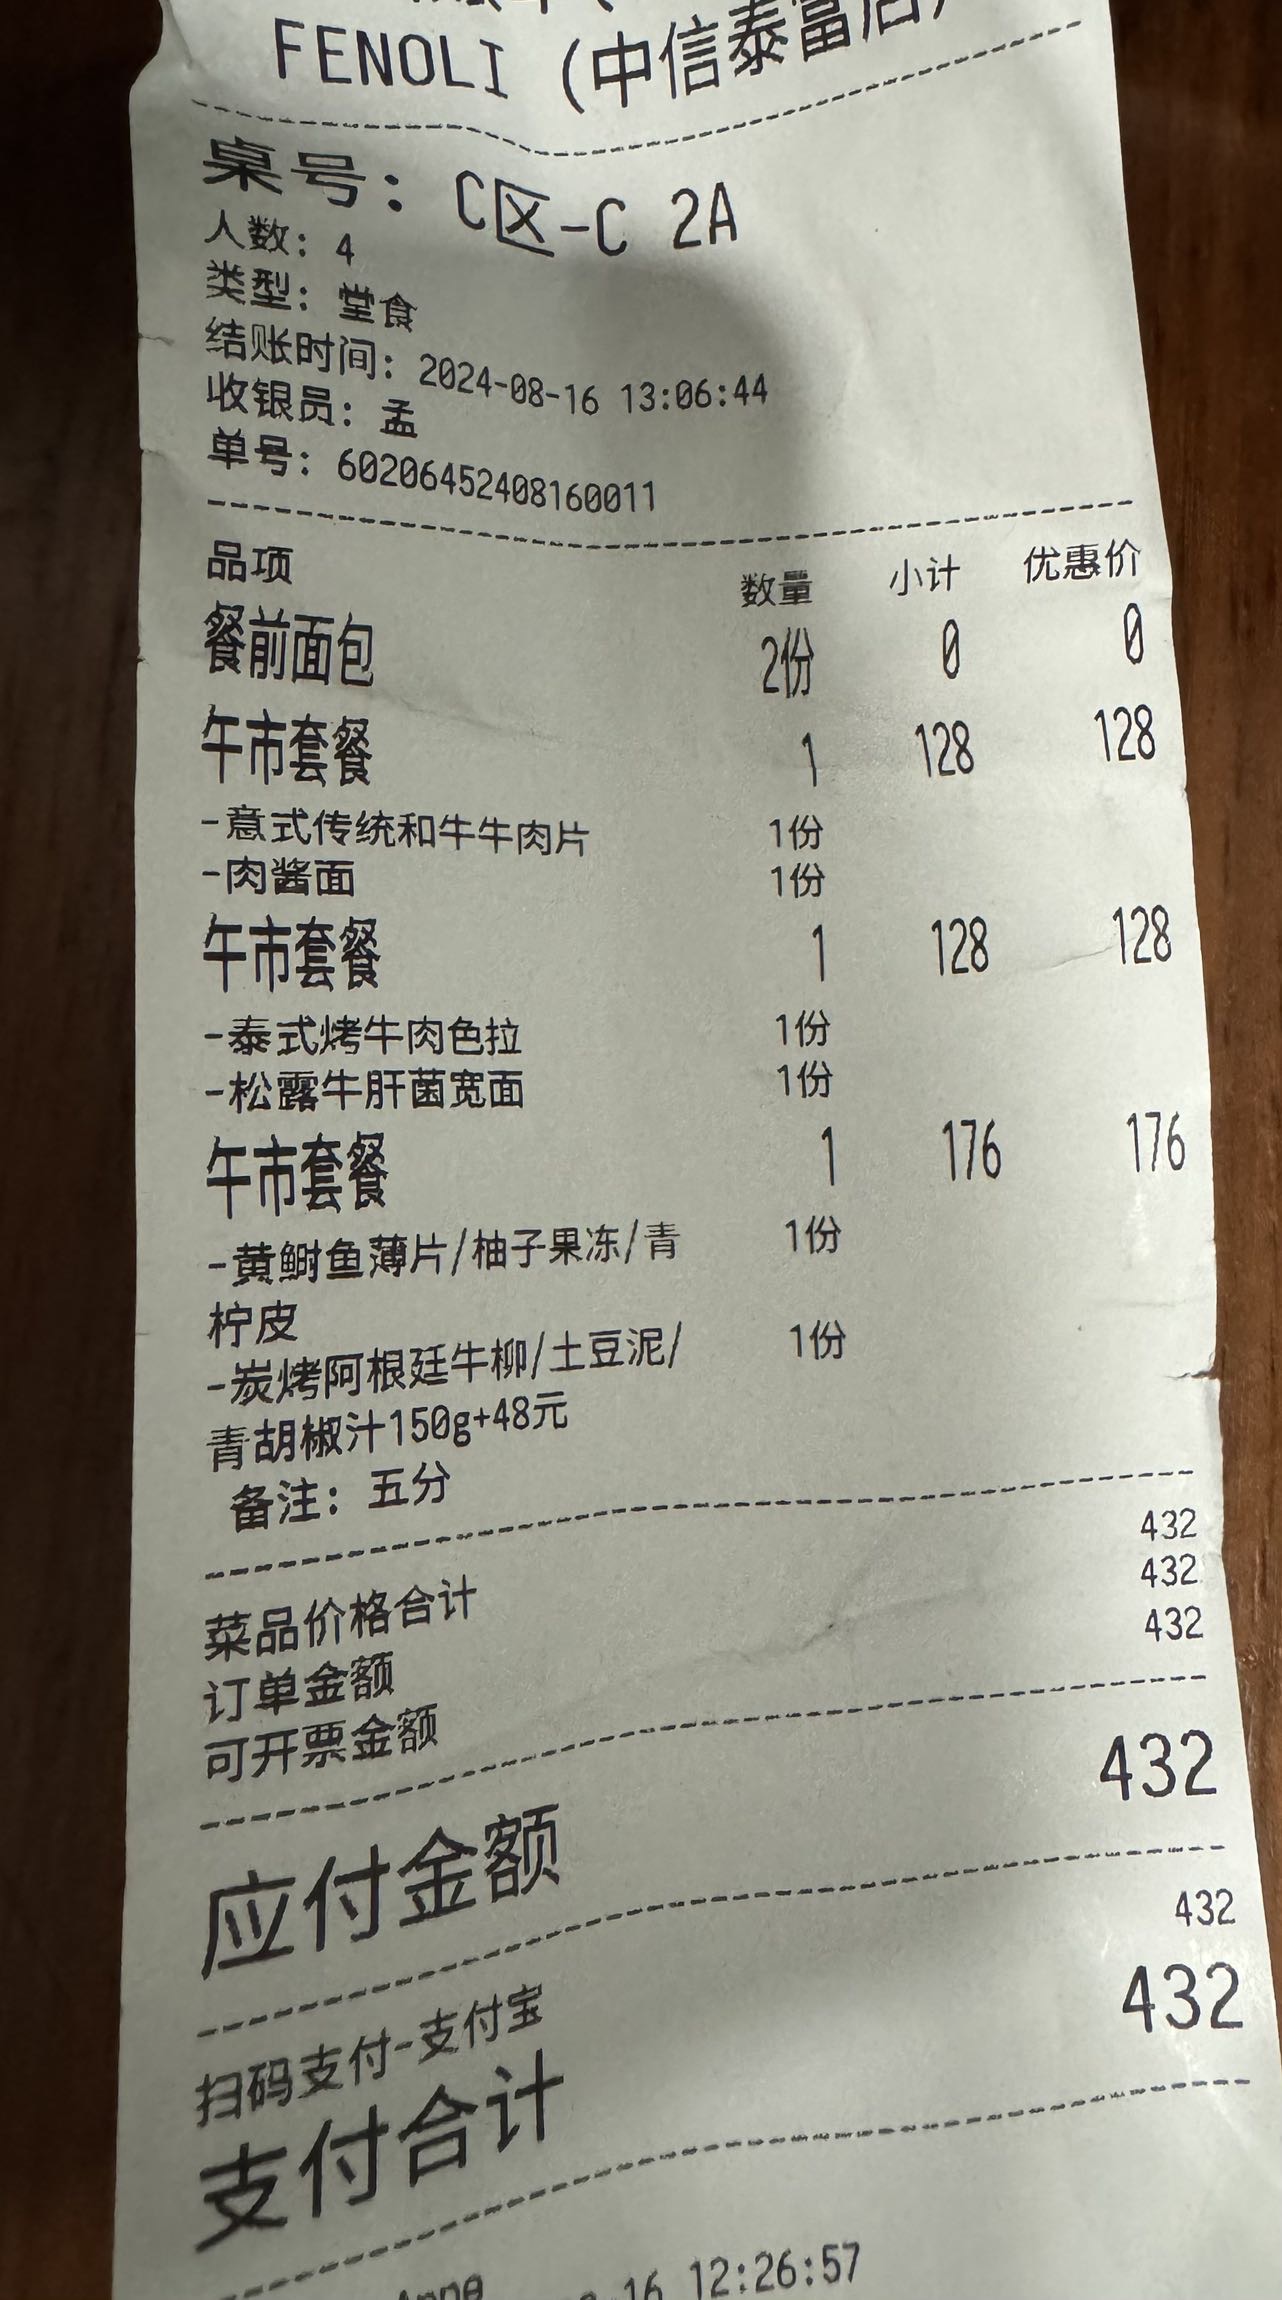 FENOLI (中信泰富店)
桌号: C区-C 2A
人数: 4
类型: 堂食
结账时间: 2024-08-16 13:06:44
收银员: 孟
单号: 60206452408160011
品项 数量 小计 优惠价
餐前面包 2份 0 0
午市套餐 1 128 128
-意式传统和牛牛肉片 1份
-肉酱面 1份
午市套餐 1 128 128
-泰式烤牛肉色拉 1份
-松露牛肝菌宽面 1份
午市套餐 1 176 176
-黄鰤鱼薄片/柚子果冻/青 1份
柠皮
-炭烤阿根廷牛柳/土豆泥/ 1份
青胡椒汁150g+48元
备注: 五分
菜品价格合计 432
订单金额 432
可开票金额 432
应付金额 432
扫码支付-支付宝 432
支付合计 432
16 12:26:57